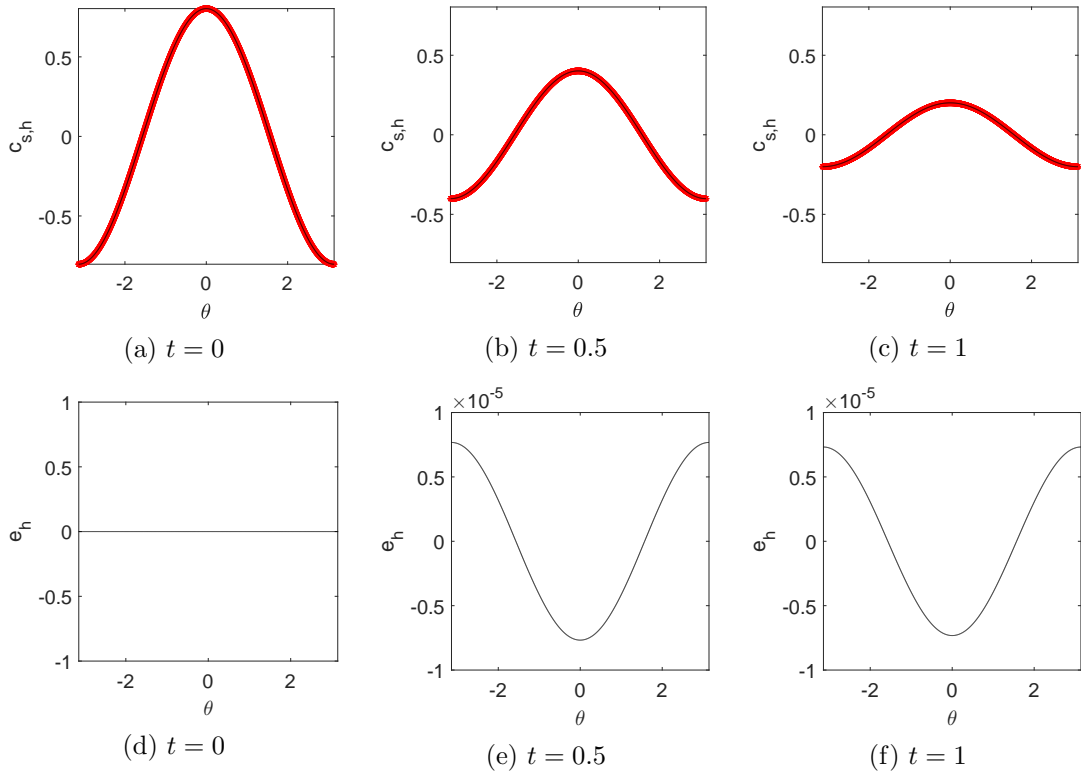 0.5
0
-0.5
c_{s,h}
-2 0 2
θ
(a) t = 0
0.5
0
-0.5
c_{s,h}
-2 0 2
θ
(b) t = 0.5
0.5
0
-0.5
c_{s,h}
-2 0 2
θ
(c) t = 1
1
0.5
0
-0.5
-1
e_h
-2 0 2
θ
(d) t = 0
×10^{-5}
1
0.5
0
-0.5
-1
e_h
-2 0 2
θ
(e) t = 0.5
×10^{-5}
1
0.5
0
-0.5
-1
e_h
-2 0 2
θ
(f) t = 1